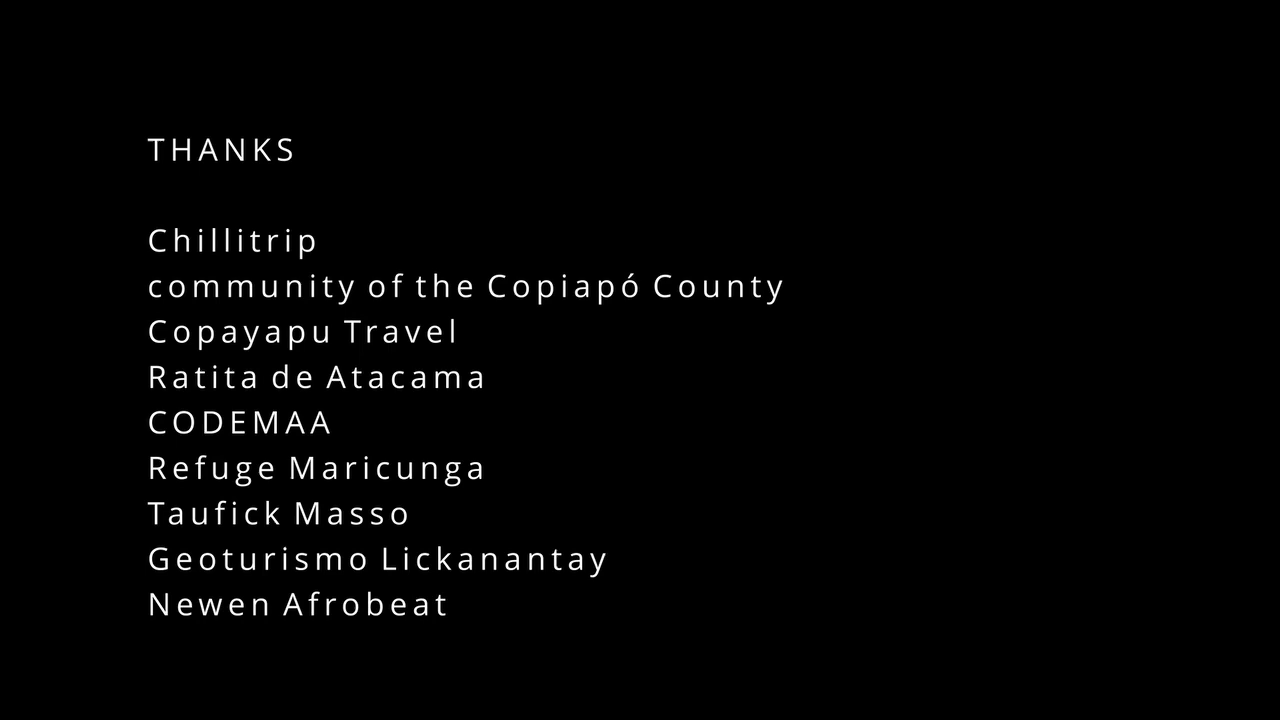 THANKS
Chillitrip
community of the Copiapó County
Copayapu Travel
Ratita de Atacama
CODEMAA
Refuge Maricunga
Taufick Masso
Geoturismo Lickanantay
Newen Afrobeat